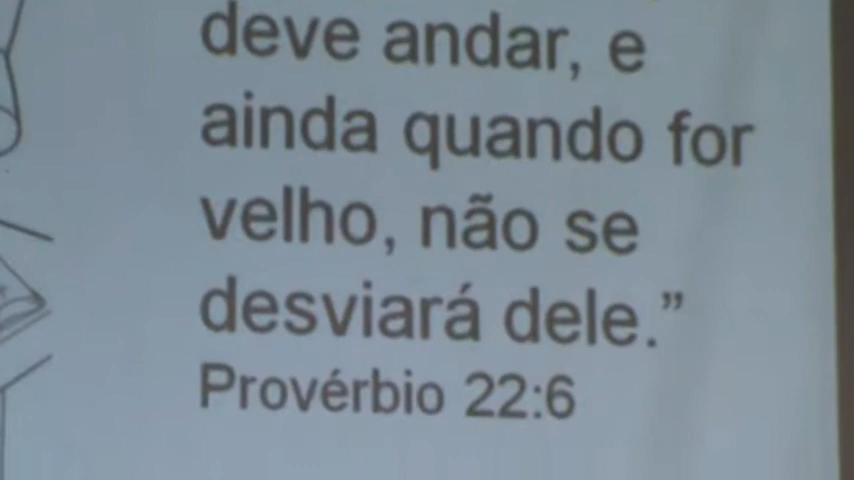 deve andar, e
ainda quando for
velho, não se
desviará dele.”
Provérbio 22:6